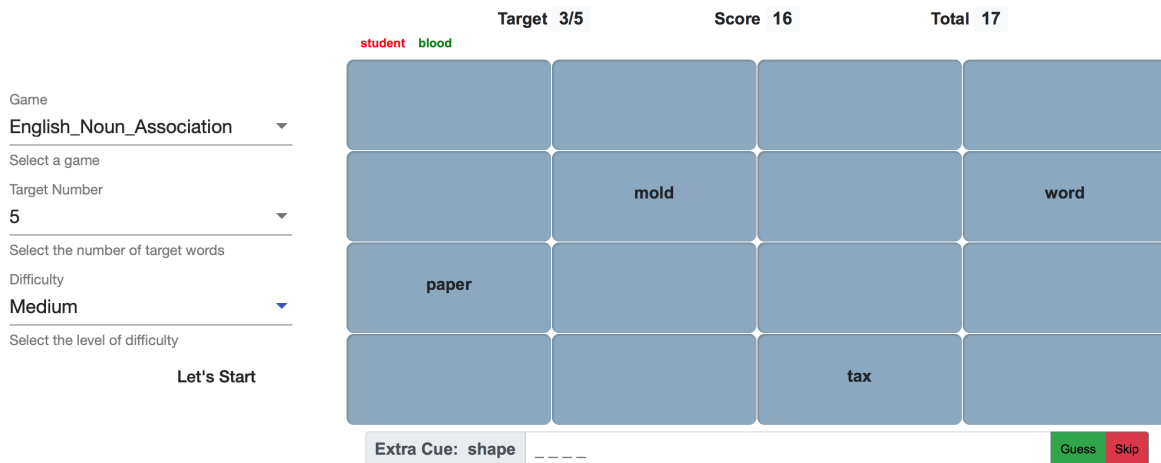 Target 3/5 Score 16 Total 17
student blood
Game
English_Noun_Association
Select a game
Target Number
5
Select the number of target words
Difficulty
Medium
Select the level of difficulty
Let's Start
mold word
paper
tax
Extra Cue: shape _ _ _ _ Guess Skip